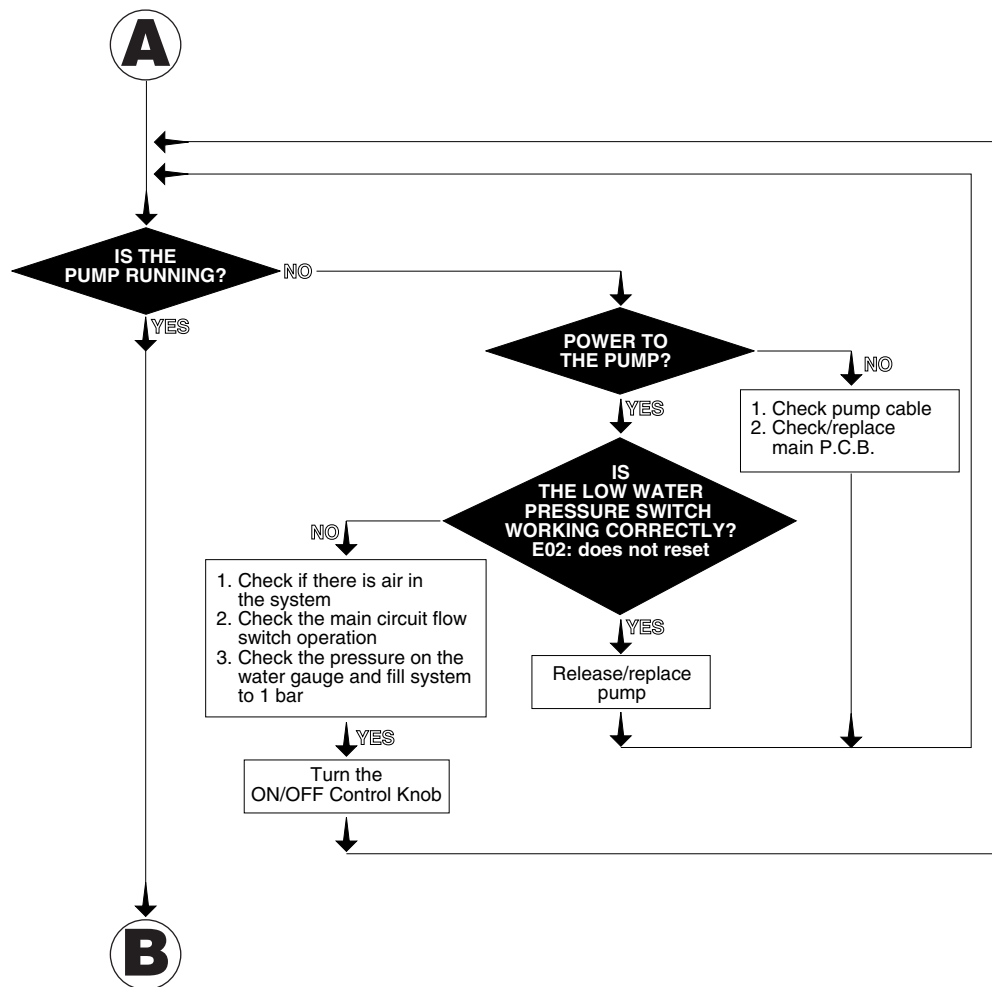 A
IS THE
PUMP RUNNING?
NO
YES
POWER TO
THE PUMP?
NO
YES
1. Check pump cable
2. Check/replace
main P.C.B.
IS
THE LOW WATER
PRESSURE SWITCH
WORKING CORRECTLY?
E02: does not reset
NO
1. Check if there is air in
the system
2. Check the main circuit flow
switch operation
3. Check the pressure on the
water gauge and fill system
to 1 bar
YES
Release/replace
pump
YES
Turn the
ON/OFF Control Knob
B